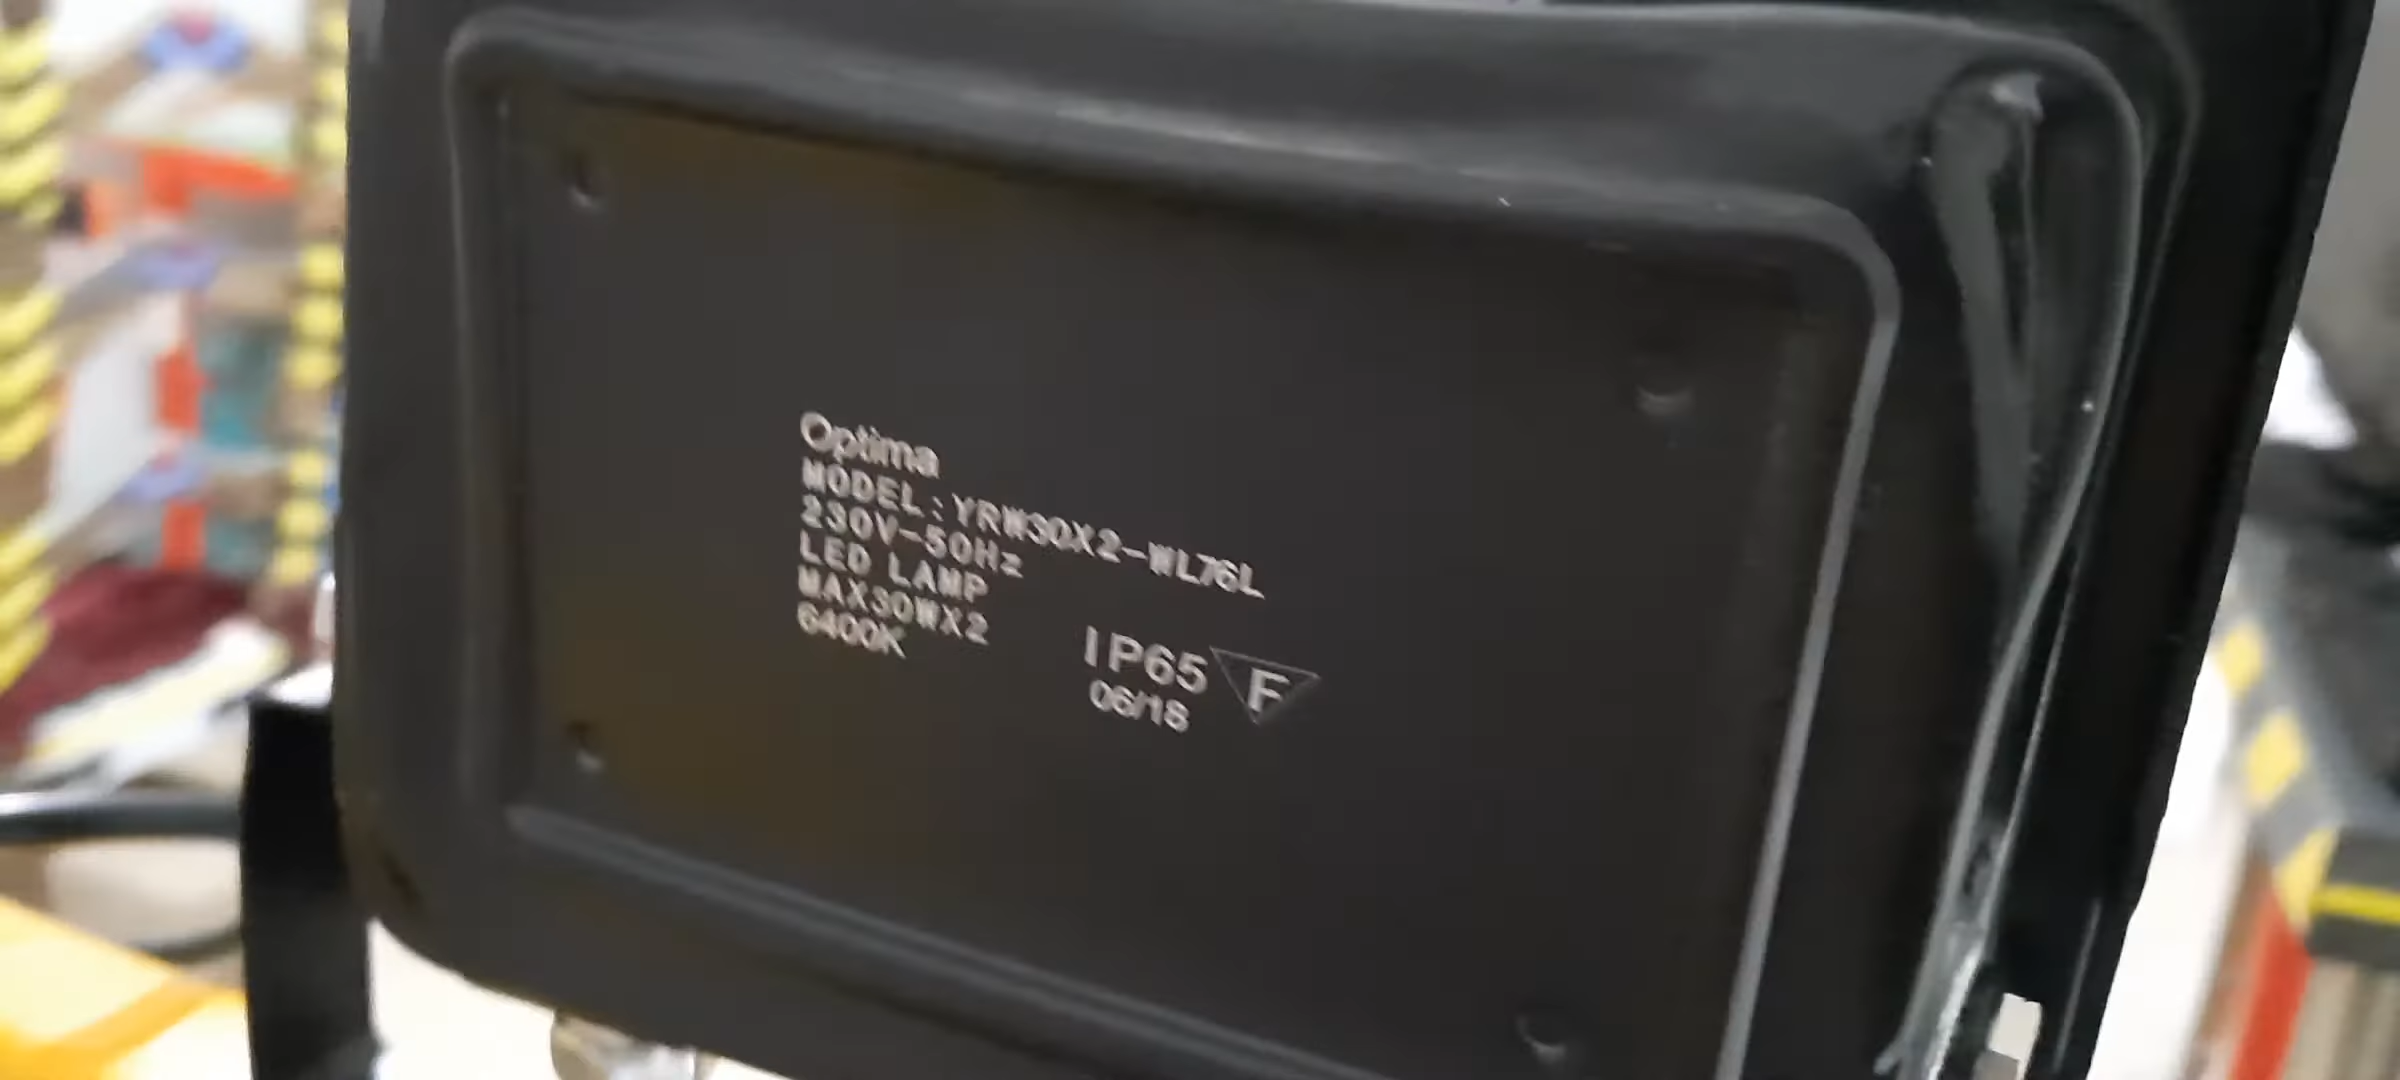 Optima
MODEL:YRW30X2-WL76L
230V-50Hz
LED LAMP
MAX30WX2
6400K
IP65 F
06/18